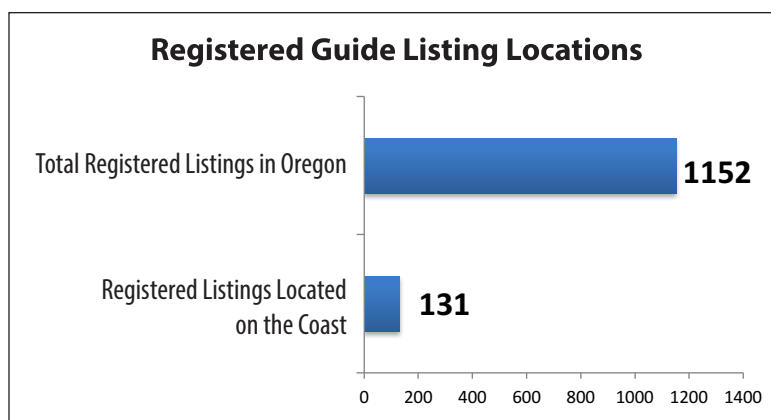 Registered Guide Listing Locations
Total Registered Listings in Oregon
1152
Registered Listings Located
on the Coast
131
0 200 400 600 800 1000 1200 1400